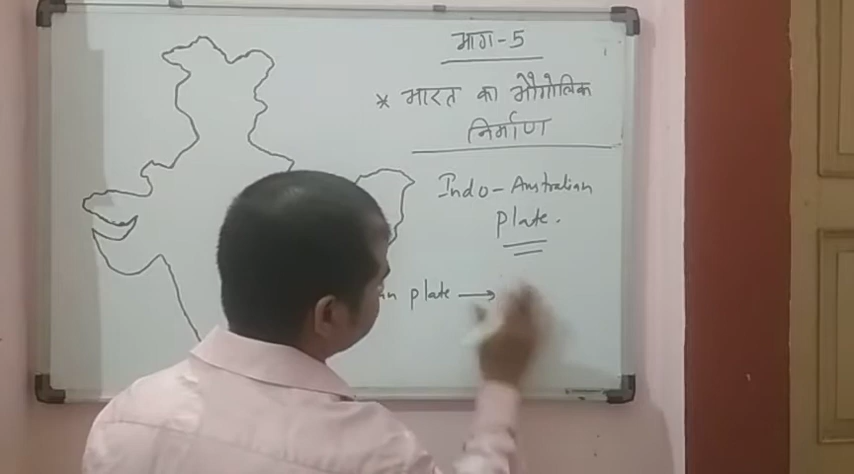 भाग-5
* भारत का भौगोलिक
निर्माण
Indo-Australian
Plate.
plate →